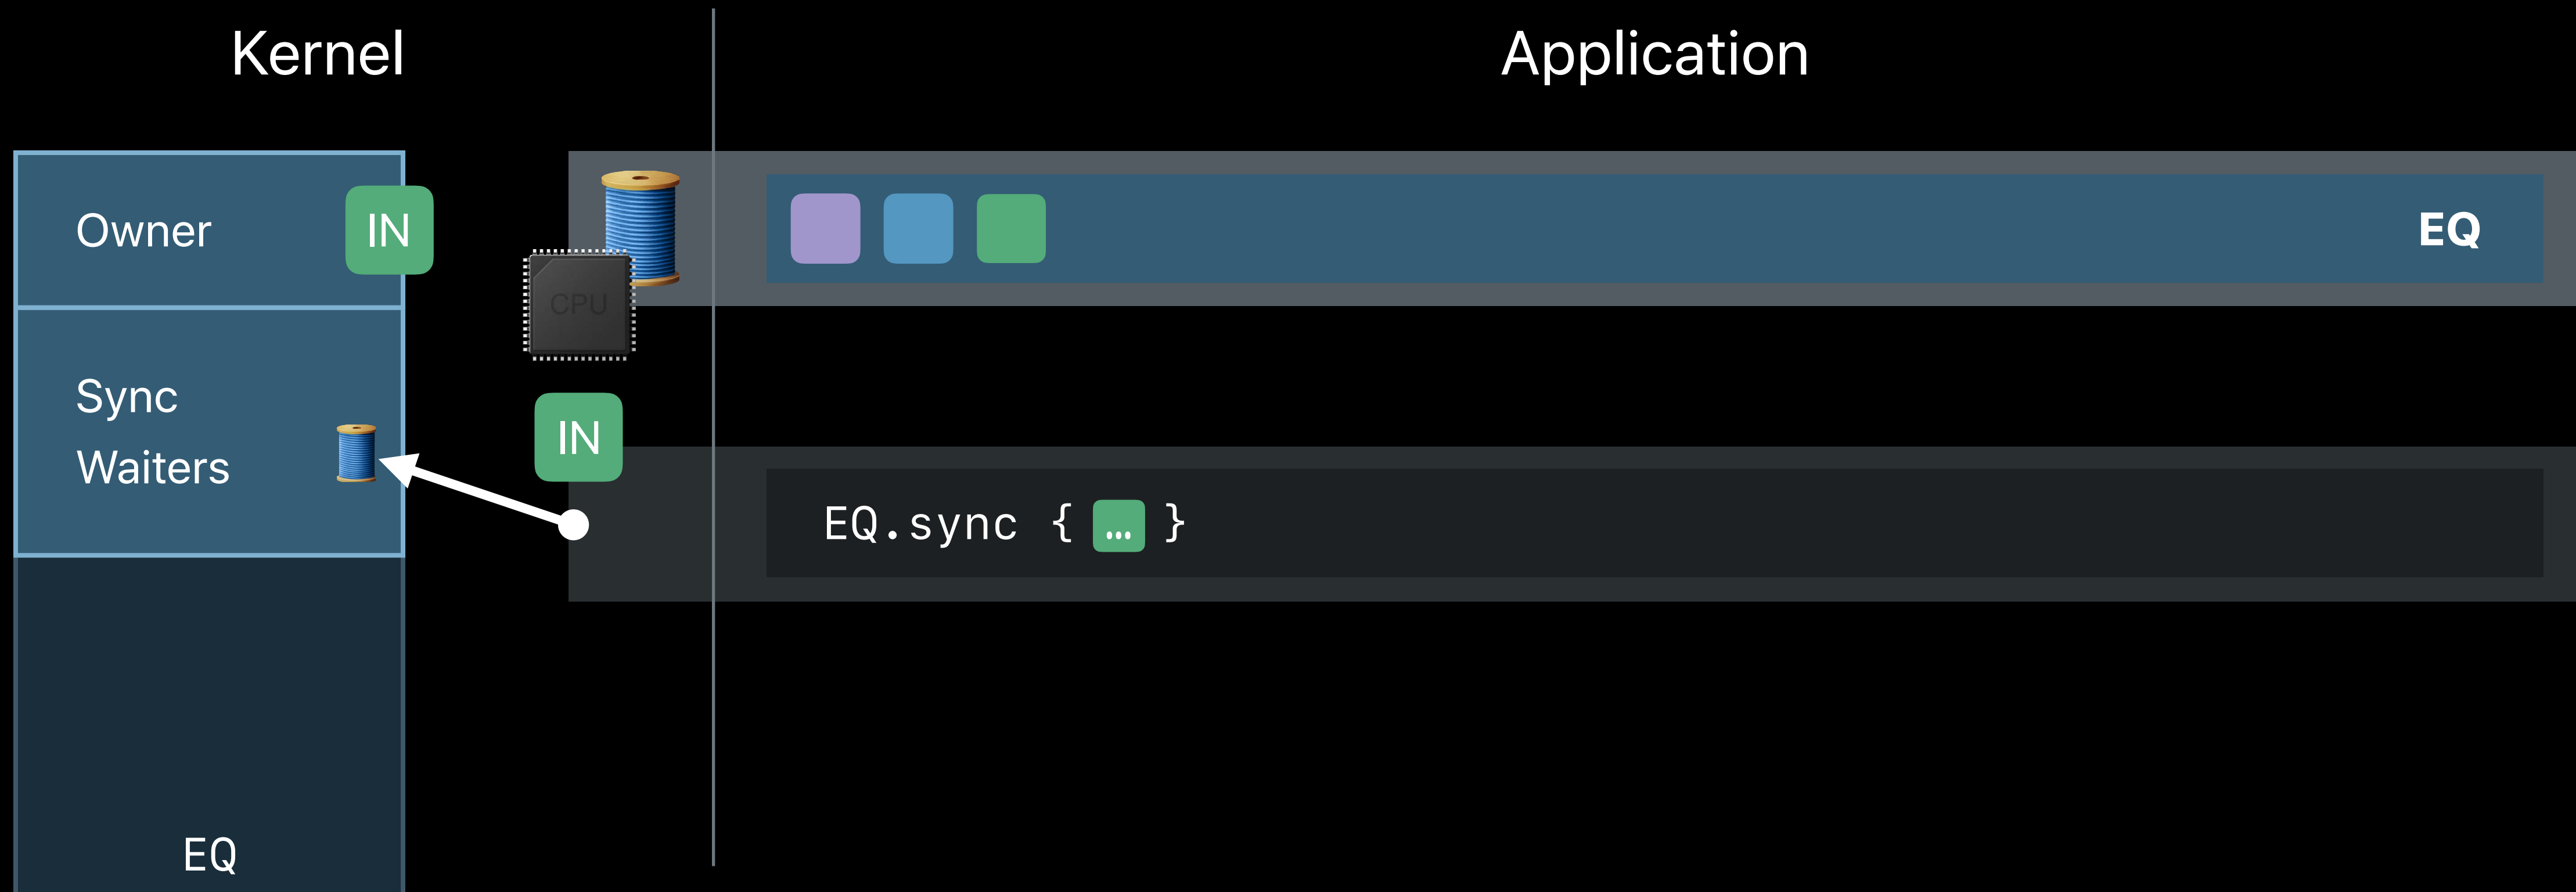 Kernel
Application
Owner
IN
CPU
EQ
Sync
Waiters
IN
EQ.sync { ... }
EQ